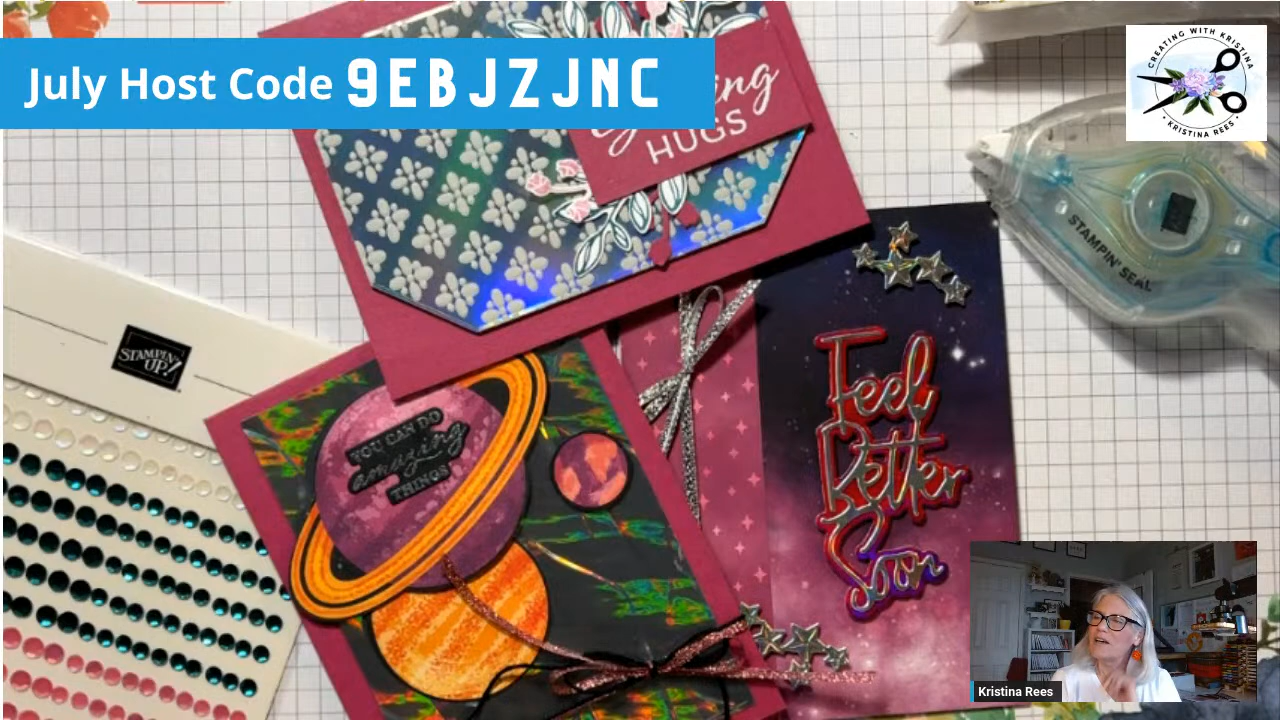 July Host Code 9EBJZJNC
CREATING WITH KRISTINA
• KRISTINA REES •
HUGS
STAMPIN' SEAL
STAMPIN'
UP!
YOU CAN DO
amazing
THINGS
Feel
Better
Soon
Kristina Rees